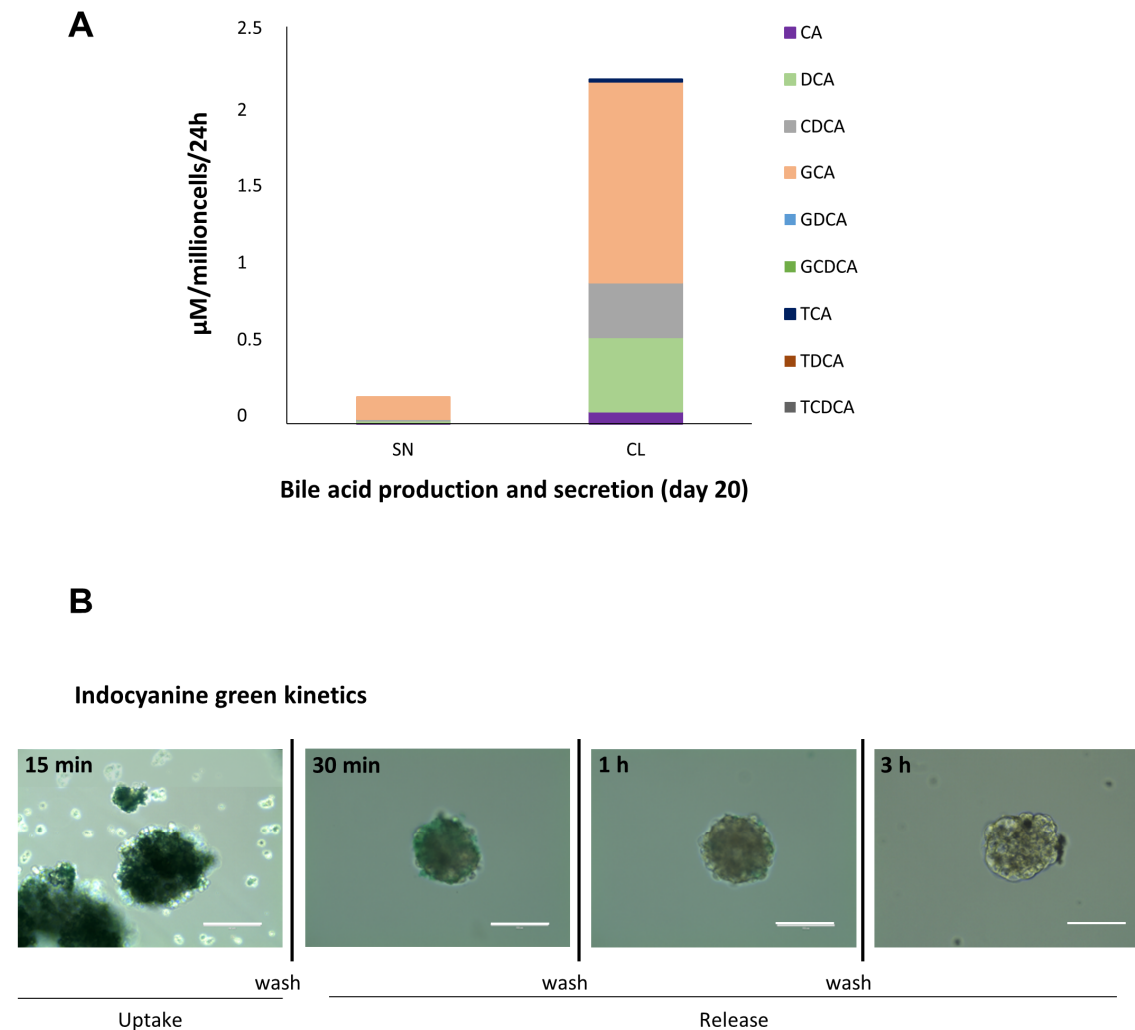 A
2.5
2
1.5
1
0.5
0
µM/millioncells/24h
SN
CL
Bile acid production and secretion (day 20)
CA
DCA
CDCA
GCA
GDCA
GCDCA
TCA
TDCA
TCDCA
B
Indocyanine green kinetics
15 min
30 min
1 h
3 h
wash
wash
wash
Uptake
Release